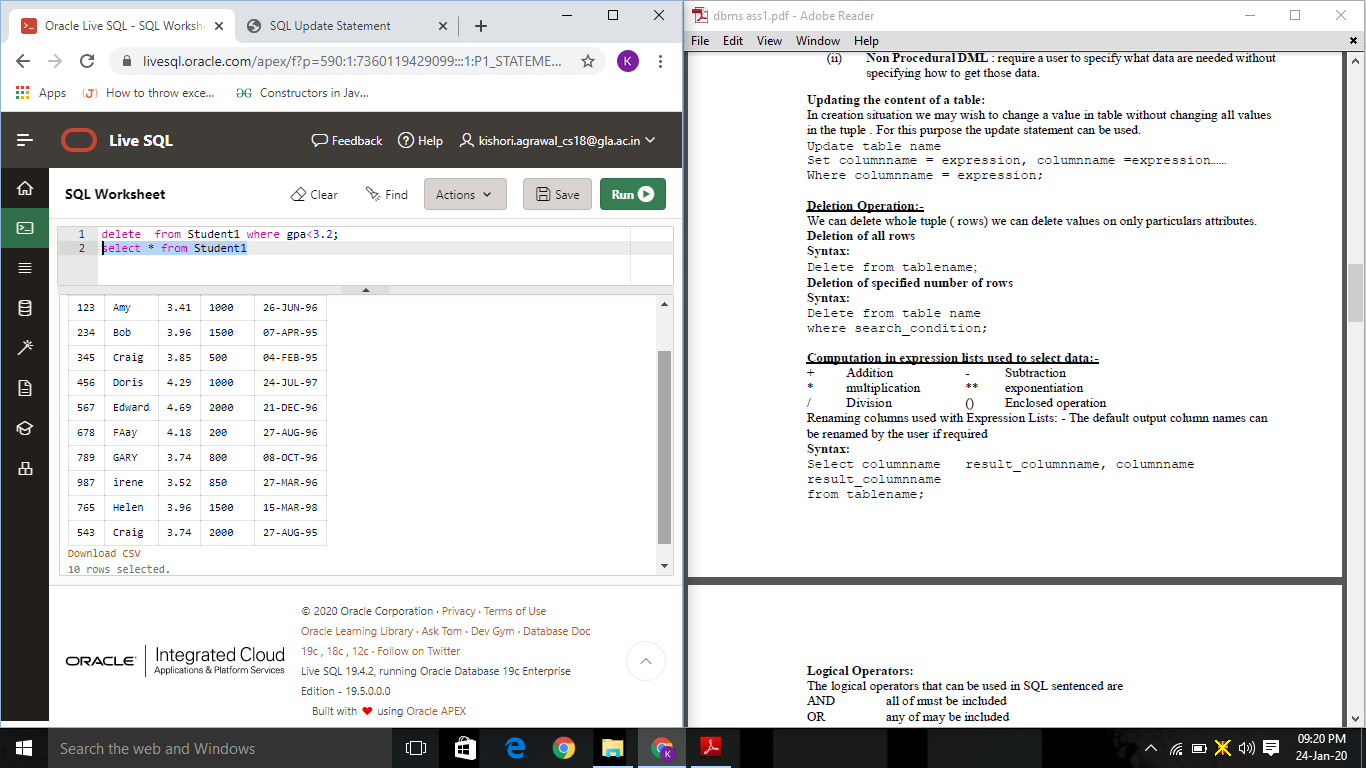 Oracle Live SQL - SQL Workshe
SQL Update Statement
livesql.oracle.com/apex/f?p=590:1:7360119429099:::1:P1_STATEME...
K
Apps
How to throw exce...
Constructors in Jav...
Live SQL
Feedback
Help
kishori.agrawal_cs18@gla.ac.in
SQL Worksheet
Clear
Find
Actions
Save
Run
1 delete from Student1 where gpa<3.2;
2 select * from Student1
123 Amy 3.41 1000 26-JUN-96
234 Bob 3.96 1500 07-APR-95
345 Craig 3.85 500 04-FEB-95
456 Doris 4.29 1000 24-JUL-97
567 Edward 4.69 2000 21-DEC-96
678 FAay 4.18 200 27-AUG-96
789 GARY 3.74 800 08-OCT-96
987 irene 3.52 850 27-MAR-96
765 Helen 3.96 1500 15-MAR-98
543 Craig 3.74 2000 27-AUG-95
Download CSV
10 rows selected.
ORACLE
Integrated Cloud
Applications & Platform Services
© 2020 Oracle Corporation · Privacy · Terms of Use
Oracle Learning Library · Ask Tom · Dev Gym · Database Doc
19c , 18c , 12c · Follow on Twitter
Live SQL 19.4.2, running Oracle Database 19c Enterprise
Edition - 19.5.0.0.0
Built with ❤ using Oracle APEX
dbms ass1.pdf - Adobe Reader
File Edit View Window Help
(ii) Non Procedural DML : require a user to specify what data are needed without
specifying how to get those data.
Updating the content of a table:
In creation situation we may wish to change a value in table without changing all values
in the tuple . For this purpose the update statement can be used.
Update table name
Set columnname = expression, columnname =expression……
Where columnname = expression;
Deletion Operation:-
We can delete whole tuple ( rows) we can delete values on only particulars attributes.
Deletion of all rows
Syntax:
Delete from tablename;
Deletion of specified number of rows
Syntax:
Delete from table name
where search_condition;
Computation in expression lists used to select data:-
+ Addition - Subtraction
* multiplication ** exponentiation
/ Division () Enclosed operation
Renaming columns used with Expression Lists: - The default output column names can
be renamed by the user if required
Syntax:
Select columnname result_columnname, columnname
result_columnname
from tablename;
Logical Operators:
The logical operators that can be used in SQL sentenced are
AND all of must be included
OR any of may be included
Search the web and Windows
K
09:20 PM
24-Jan-20